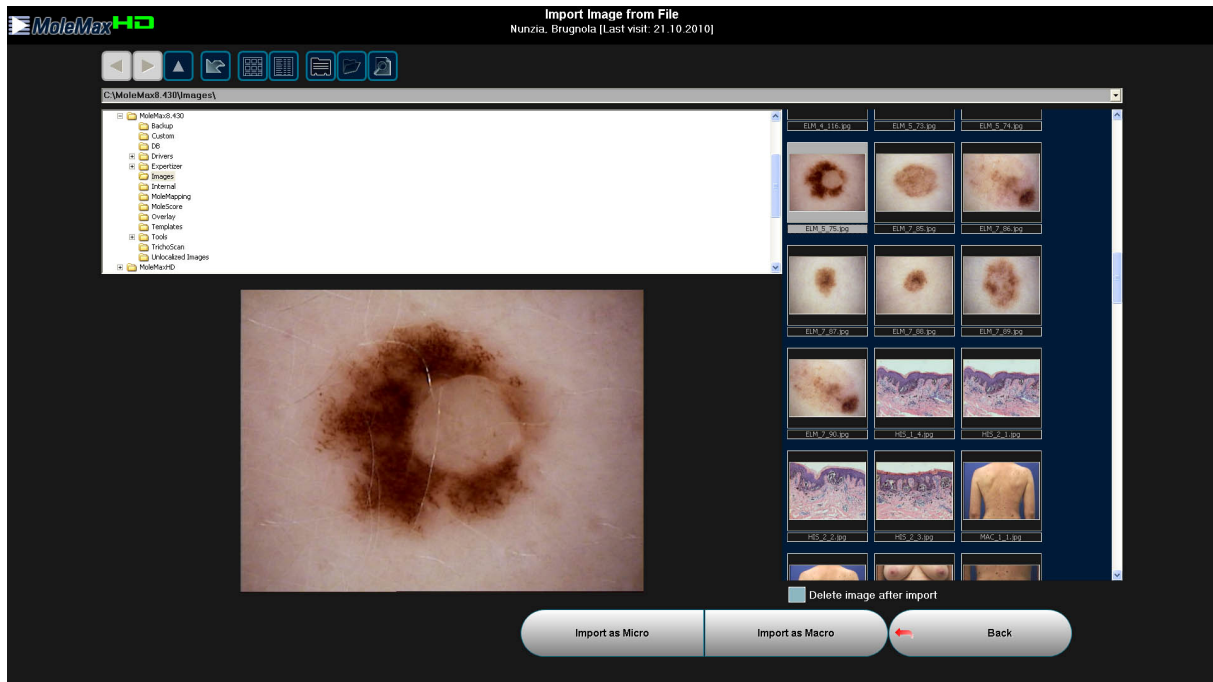 MoleMax HD
Import Image from File
Nunzia, Brugnola [Last visit: 21.10.2010]
C:\MoleMax8.430\Images\
MoleMax8.430
Backup
Custom
DB
Drivers
Expertizer
Images
Internal
MoleMapping
MoleScore
Overlay
Templates
Tools
TrichoScan
Unlocalized Images
MoleMaxHD
ELM_4_116.jpg ELM_5_73.jpg ELM_5_74.jpg
ELM_5_75.jpg ELM_7_85.jpg ELM_7_86.jpg
ELM_7_87.jpg ELM_7_88.jpg ELM_7_89.jpg
ELM_7_90.jpg HIS_1_4.jpg HIS_2_1.jpg
HIS_2_2.jpg HIS_2_3.jpg MAC_1_1.jpg
Delete image after import
Import as Micro Import as Macro Back